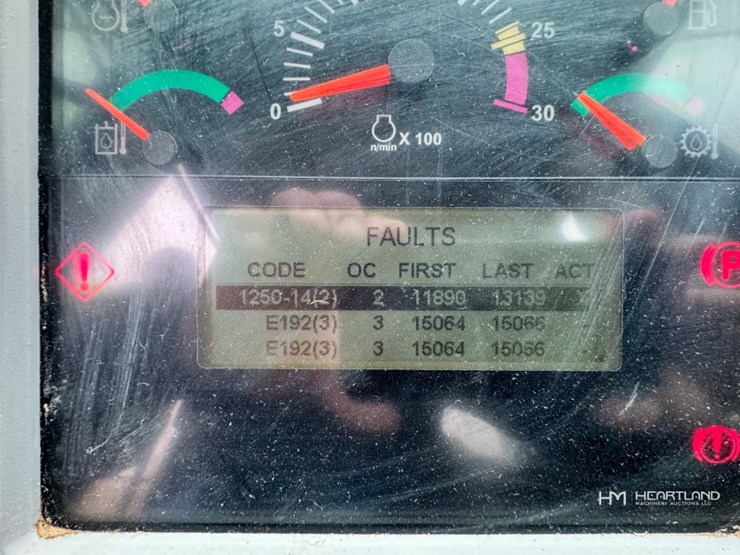 5
25
0
30
n/min X 100
FAULTS
CODE OC FIRST LAST ACT
1250-14(2) 2 11890 13139 X
E192(3) 3 15064 15066 -
E192(3) 3 15064 15066 -
P
HM HEARTLAND
MACHINERY AUCTIONS LLC